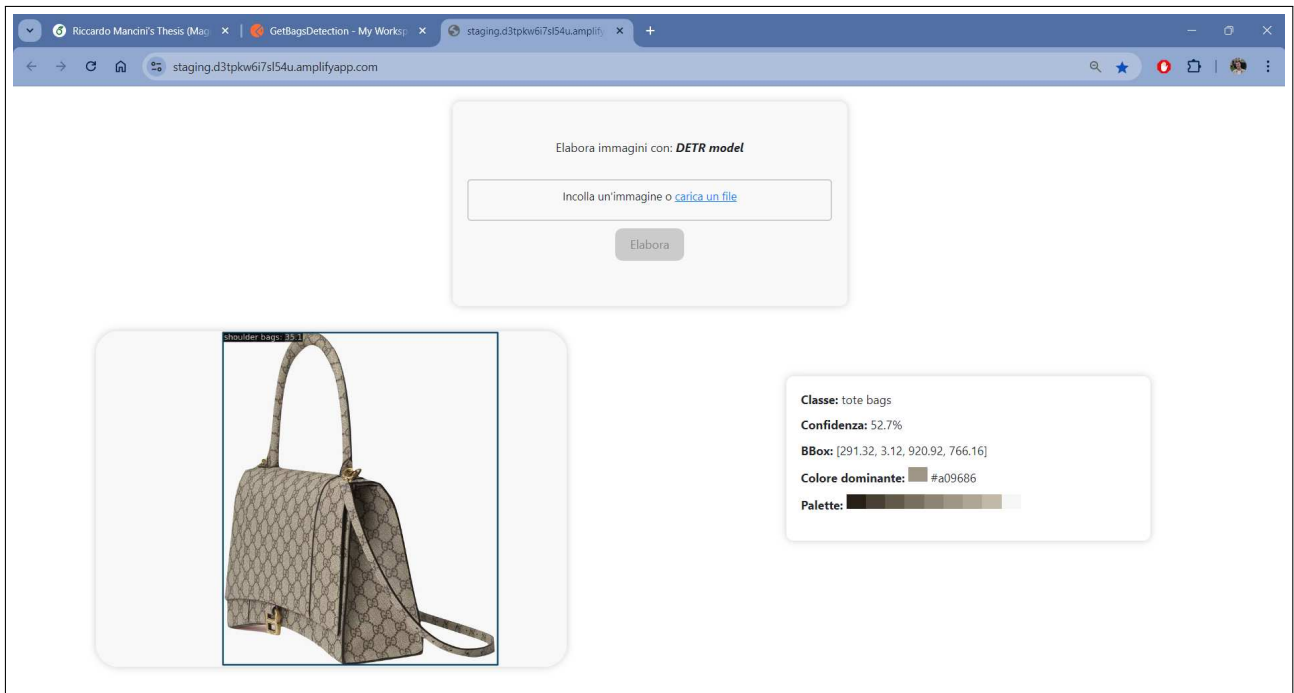 Riccardo Mancini's Thesis (Mag
GetBagsDetection - My Worksp
staging.d3tpkw6i7sl54u.amplify
staging.d3tpkw6i7sl54u.amplifyapp.com
Elabora immagini con: DETR model
Incolla un'immagine o carica un file
Elabora
shoulder bags: 35.1
Classe: tote bags
Confidenza: 52.7%
BBox: [291.32, 3.12, 920.92, 766.16]
Colore dominante: #a09686
Palette: